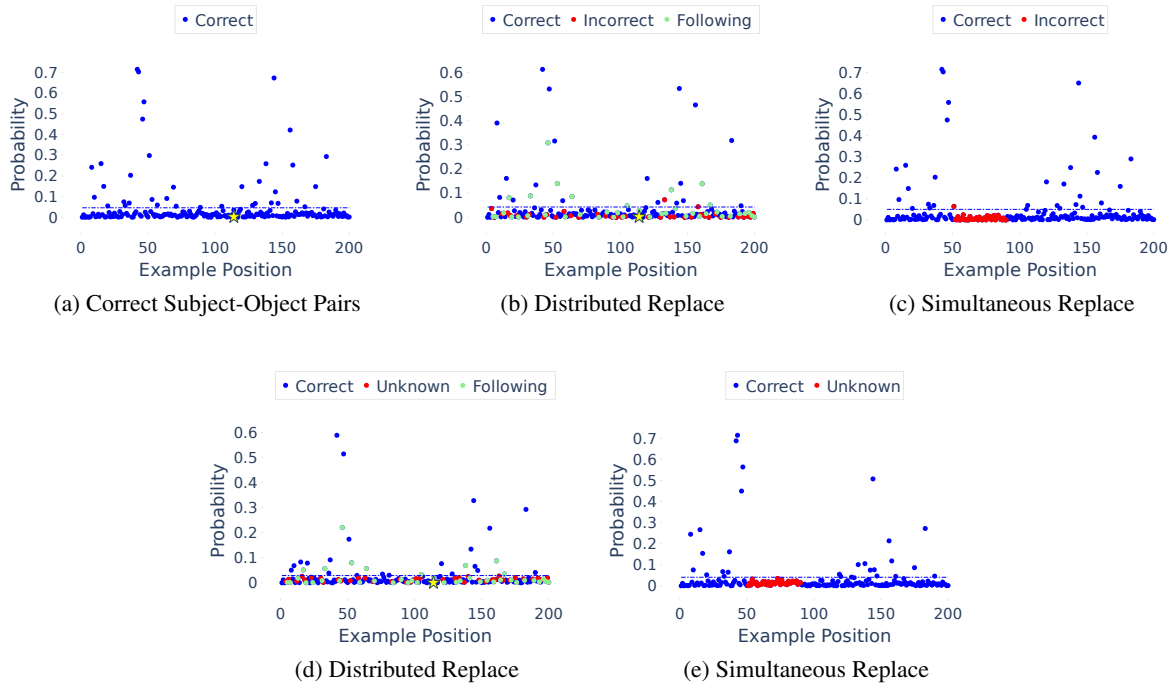 Correct
Probability
0.7
0.6
0.5
0.4
0.3
0.2
0.1
0
0 50 100 150 200
Example Position
(a) Correct Subject-Object Pairs
Correct Incorrect Following
Probability
0.6
0.5
0.4
0.3
0.2
0.1
0
0 50 100 150 200
Example Position
(b) Distributed Replace
Correct Incorrect
Probability
0.7
0.6
0.5
0.4
0.3
0.2
0.1
0
0 50 100 150 200
Example Position
(c) Simultaneous Replace
Correct Unknown Following
Probability
0.6
0.5
0.4
0.3
0.2
0.1
0
0 50 100 150 200
Example Position
(d) Distributed Replace
Correct Unknown
Probability
0.7
0.6
0.5
0.4
0.3
0.2
0.1
0
0 50 100 150 200
Example Position
(e) Simultaneous Replace